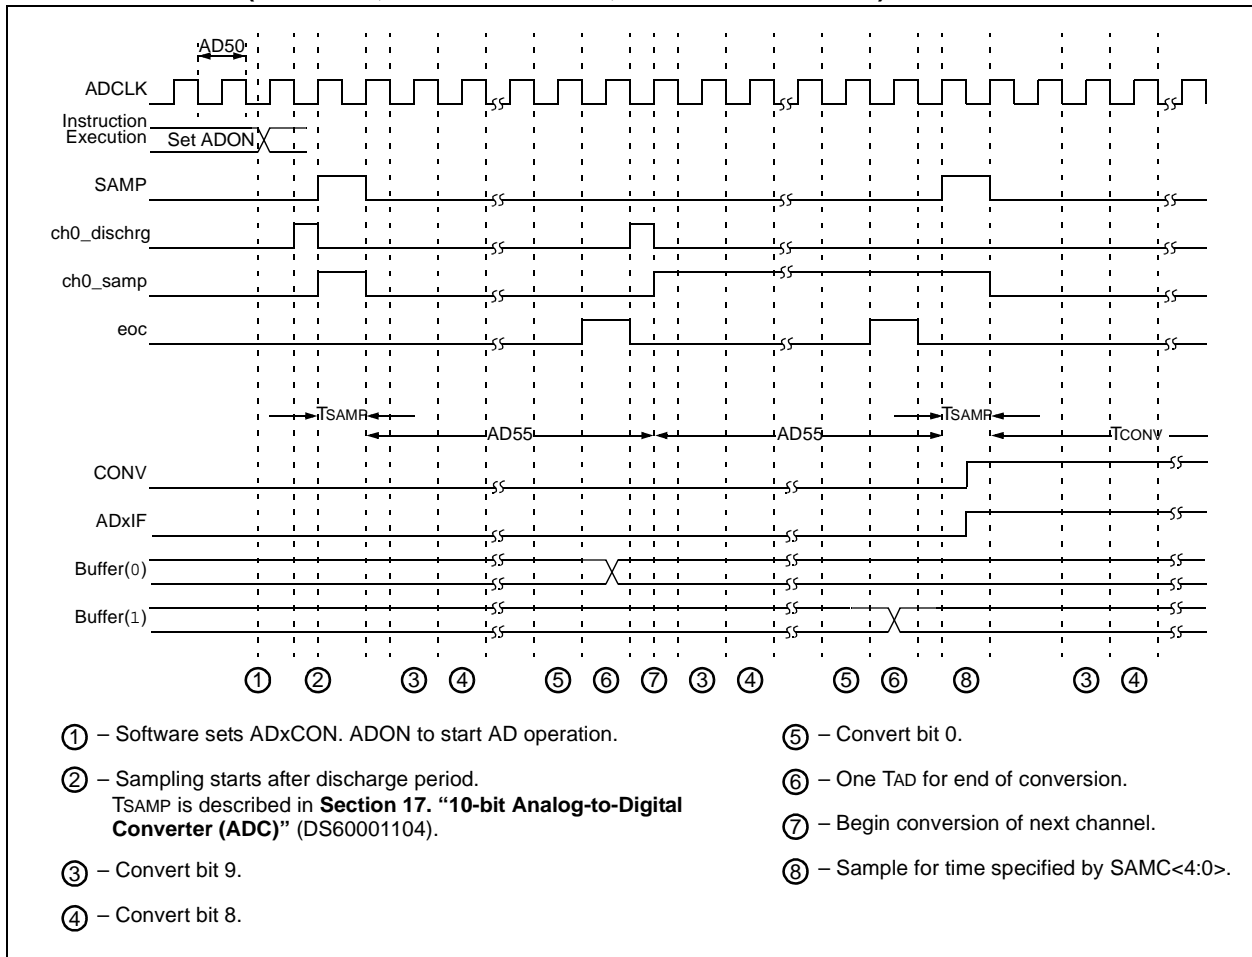 AD50
ADCLK
Instruction
Execution
Set ADON
SAMP
ch0_dischrg
ch0_samp
eoc
TSAMP
TSAMP
AD55
AD55
TCONV
CONV
ADxIF
Buffer(0)
Buffer(1)
1 2 3 4 5 6 7 3 4 5 6 8 3 4
1 – Software sets ADxCON. ADON to start AD operation.
2 – Sampling starts after discharge period.
TSAMP is described in Section 17. “10-bit Analog-to-Digital
Converter (ADC)” (DS60001104).
3 – Convert bit 9.
4 – Convert bit 8.
5 – Convert bit 0.
6 – One TAD for end of conversion.
7 – Begin conversion of next channel.
8 – Sample for time specified by SAMC<4:0>.